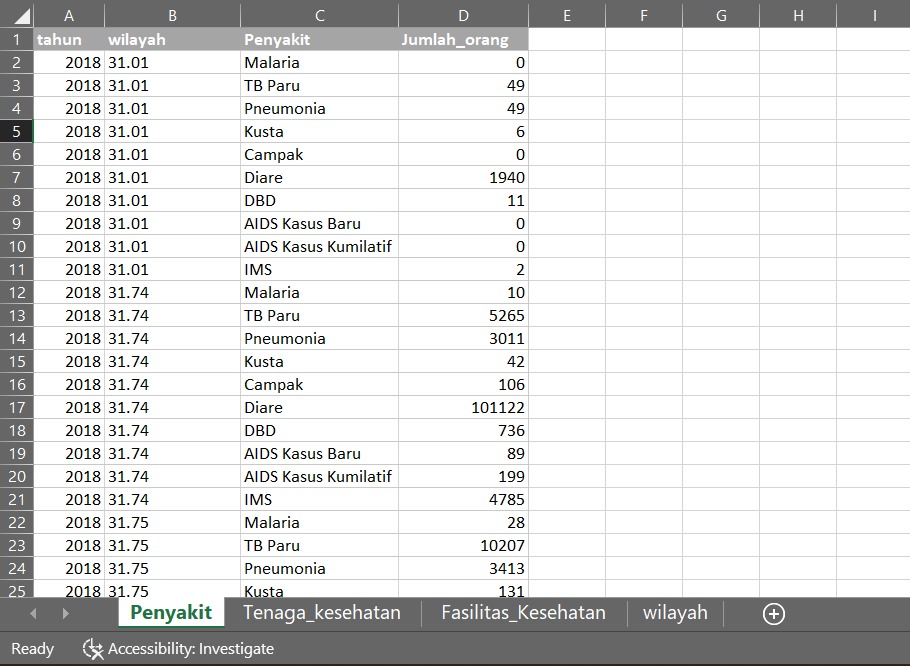 A B C D E F G H I
1 tahun wilayah Penyakit Jumlah_orang
2 2018 31.01 Malaria 0
3 2018 31.01 TB Paru 49
4 2018 31.01 Pneumonia 49
5 2018 31.01 Kusta 6
6 2018 31.01 Campak 0
7 2018 31.01 Diare 1940
8 2018 31.01 DBD 11
9 2018 31.01 AIDS Kasus Baru 0
10 2018 31.01 AIDS Kasus Kumilatif 0
11 2018 31.01 IMS 2
12 2018 31.74 Malaria 10
13 2018 31.74 TB Paru 5265
14 2018 31.74 Pneumonia 3011
15 2018 31.74 Kusta 42
16 2018 31.74 Campak 106
17 2018 31.74 Diare 101122
18 2018 31.74 DBD 736
19 2018 31.74 AIDS Kasus Baru 89
20 2018 31.74 AIDS Kasus Kumilatif 199
21 2018 31.74 IMS 4785
22 2018 31.75 Malaria 28
23 2018 31.75 TB Paru 10207
24 2018 31.75 Pneumonia 3413
25 2018 31.75 Kusta 131
Penyakit Tenaga_kesehatan Fasilitas_Kesehatan wilayah
Ready Accessibility: Investigate